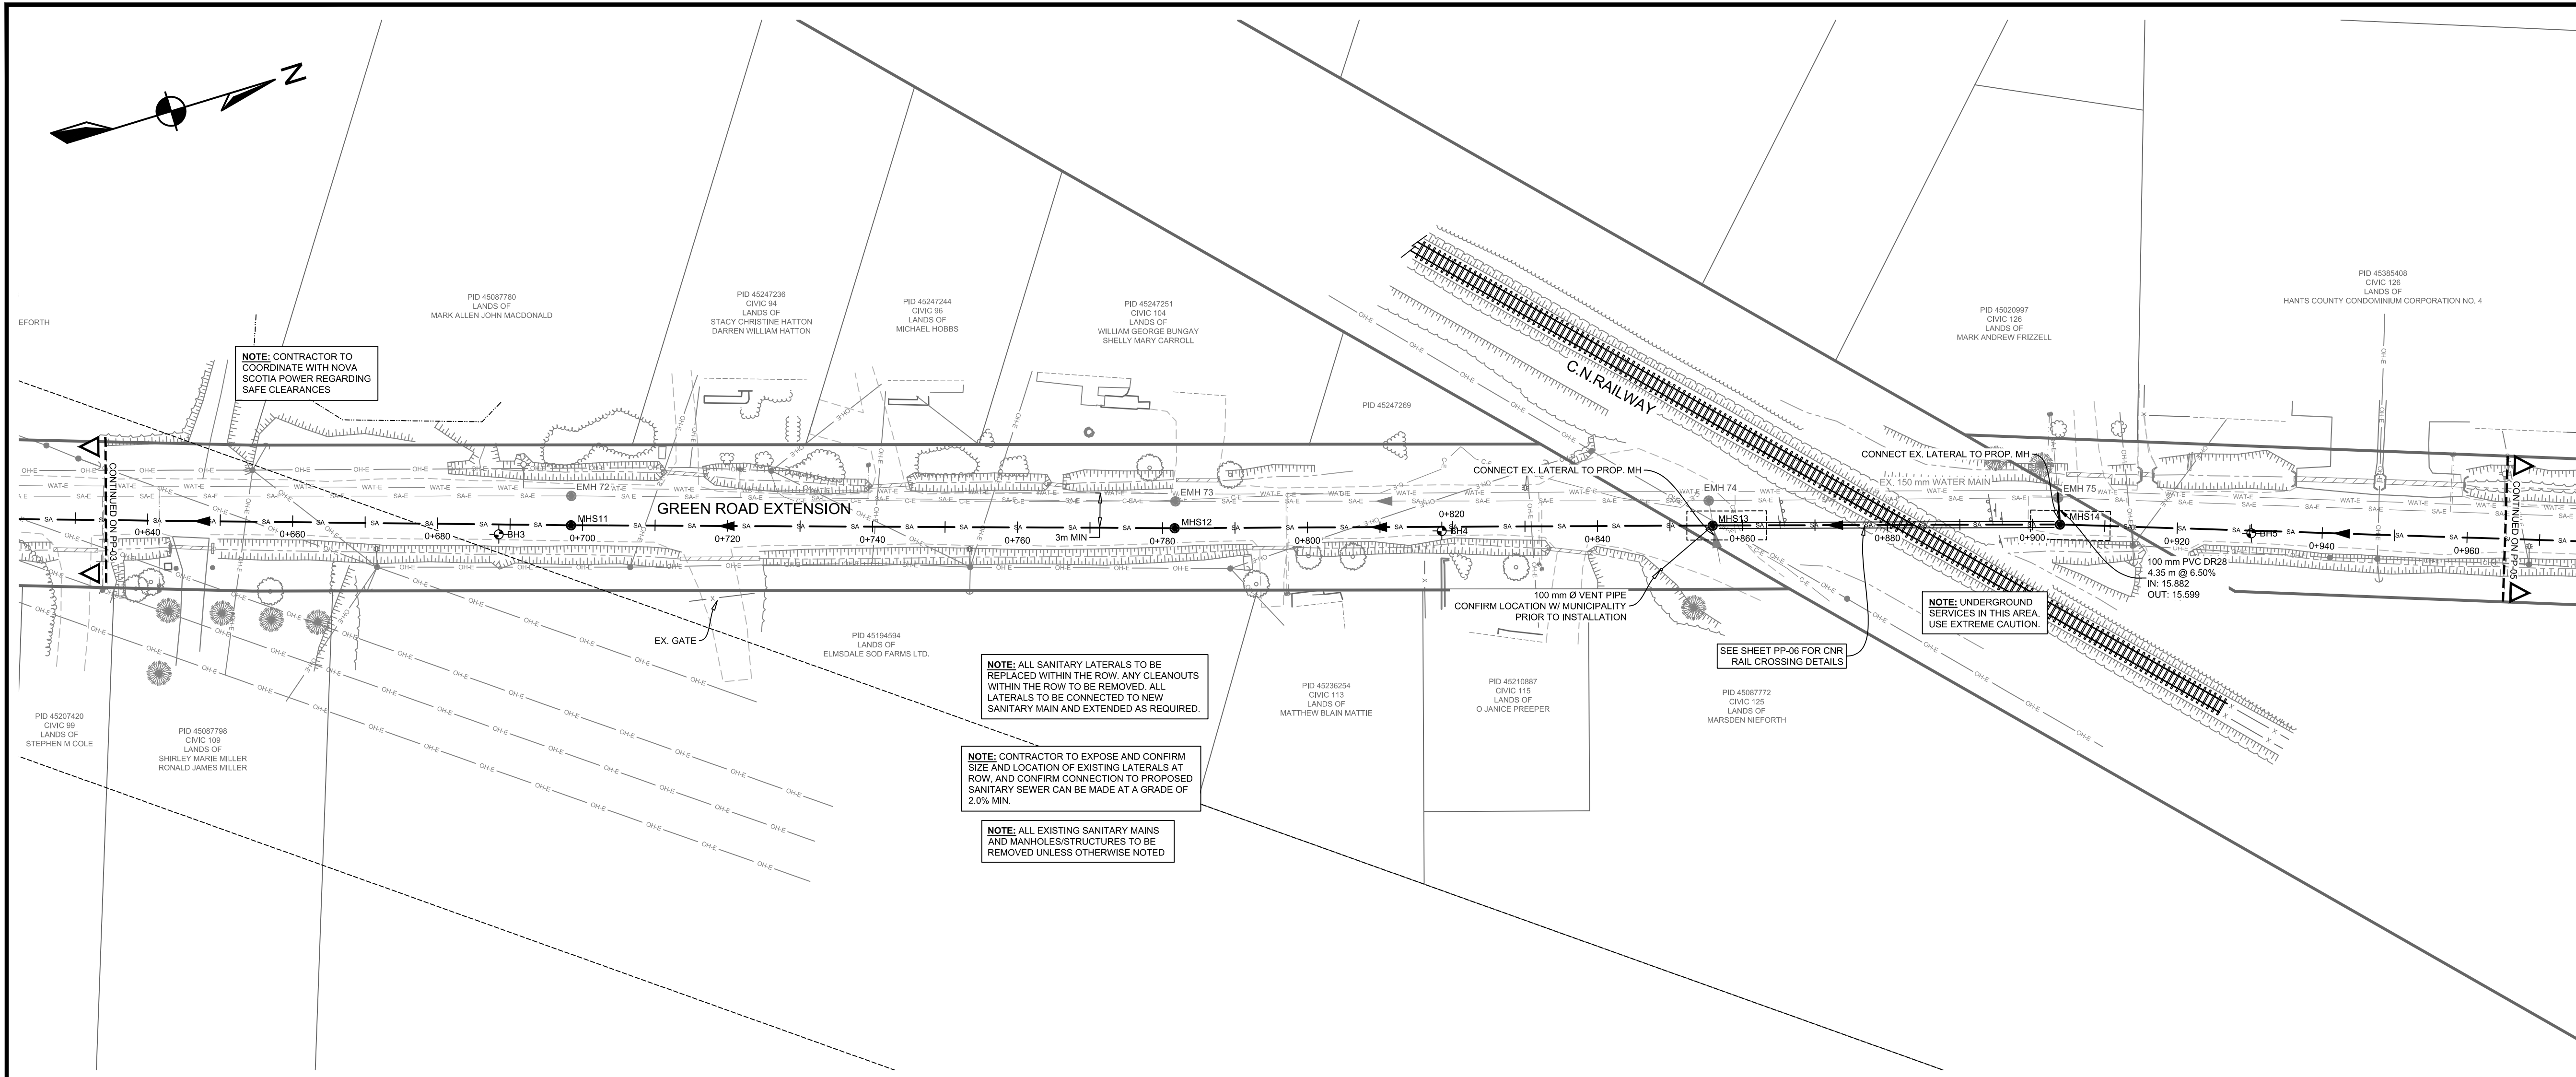 N
EFORTH
PID 45087780
LANDS OF
MARK ALLEN JOHN MACDONALD
PID 45247236
CIVIC 94
LANDS OF
STACY CHRISTINE HATTON
DARREN WILLIAM HATTON
PID 45247244
CIVIC 96
LANDS OF
MICHAEL HOBBS
PID 45247251
CIVIC 104
LANDS OF
WILLIAM GEORGE BUNGAY
SHELLY MARY CARROLL
PID 45247269
C.N.RAILWAY
PID 45020997
CIVIC 126
LANDS OF
MARK ANDREW FRIZZELL
PID 45385408
CIVIC 126
LANDS OF
HANTS COUNTY CONDOMINIUM CORPORATION NO. 4
NOTE: CONTRACTOR TO
COORDINATE WITH NOVA
SCOTIA POWER REGARDING
SAFE CLEARANCES
CONTINUED ON PP-03
CONNECT EX. LATERAL TO PROP. MH
CONNECT EX. LATERAL TO PROP. MH
EX. 150 mm WATER MAIN
EMH 72
EMH 73
EMH 74
EMH 75
GREEN ROAD EXTENSION
MHS11
MHS12
MHS13
MHS14
BH3
BH4
BH5
3m MIN
0+640
0+660
0+680
0+700
0+720
0+740
0+760
0+780
0+800
0+820
0+840
0+860
0+880
0+900
0+920
0+940
0+960
CONTINUED ON PP-05
100 mm PVC DR28
4.35 m @ 6.50%
IN: 15.882
OUT: 15.599
100 mm Ø VENT PIPE
CONFIRM LOCATION W/ MUNICIPALITY
PRIOR TO INSTALLATION
NOTE: UNDERGROUND
SERVICES IN THIS AREA.
USE EXTREME CAUTION.
SEE SHEET PP-06 FOR CNR
RAIL CROSSING DETAILS
EX. GATE
PID 45194594
LANDS OF
ELMSDALE SOD FARMS LTD.
NOTE: ALL SANITARY LATERALS TO BE
REPLACED WITHIN THE ROW. ANY CLEANOUTS
WITHIN THE ROW TO BE REMOVED. ALL
LATERALS TO BE CONNECTED TO NEW
SANITARY MAIN AND EXTENDED AS REQUIRED.
NOTE: CONTRACTOR TO EXPOSE AND CONFIRM
SIZE AND LOCATION OF EXISTING LATERALS AT
ROW, AND CONFIRM CONNECTION TO PROPOSED
SANITARY SEWER CAN BE MADE AT A GRADE OF
2.0% MIN.
NOTE: ALL EXISTING SANITARY MAINS
AND MANHOLES/STRUCTURES TO BE
REMOVED UNLESS OTHERWISE NOTED
PID 45207420
CIVIC 99
LANDS OF
STEPHEN M COLE
PID 45087798
CIVIC 109
LANDS OF
SHIRLEY MARIE MILLER
RONALD JAMES MILLER
PID 45236254
CIVIC 113
LANDS OF
MATTHEW BLAIN MATTIE
PID 45210887
CIVIC 115
LANDS OF
O JANICE PREEPER
PID 45087772
CIVIC 125
LANDS OF
MARSDEN NIEFORTH
OH-E
WAT-E
SA-E
C-E
SA